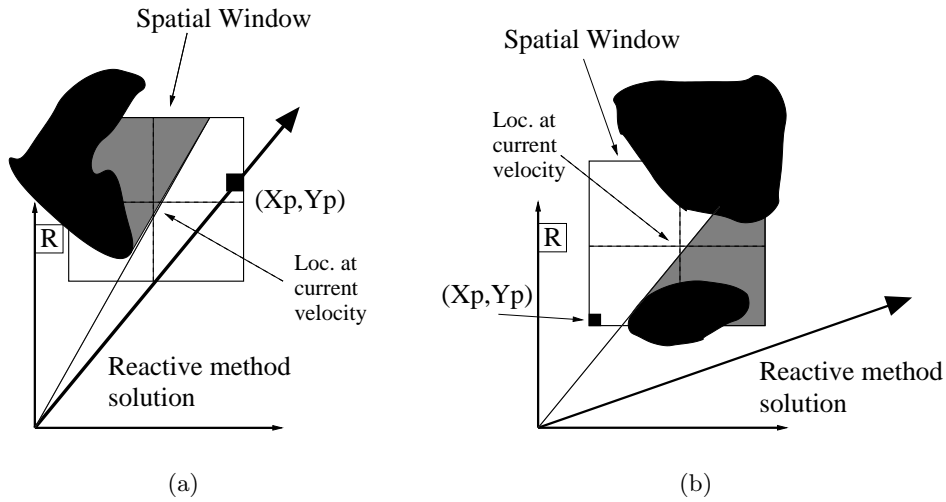 Spatial Window
R
(Xp,Yp)
Loc. at
current
velocity
Reactive method
solution
(a)
Spatial Window
Loc. at
current
velocity
R
(Xp,Yp)
Reactive method
solution
(b)